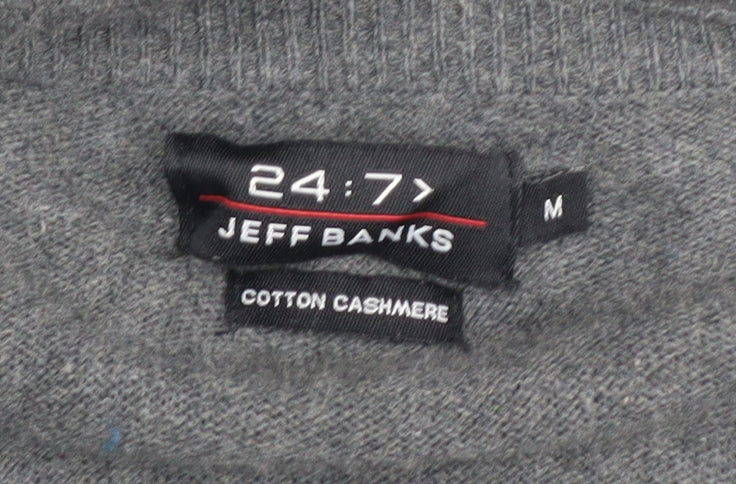 24:7>
JEFF BANKS
M
COTTON CASHMERE